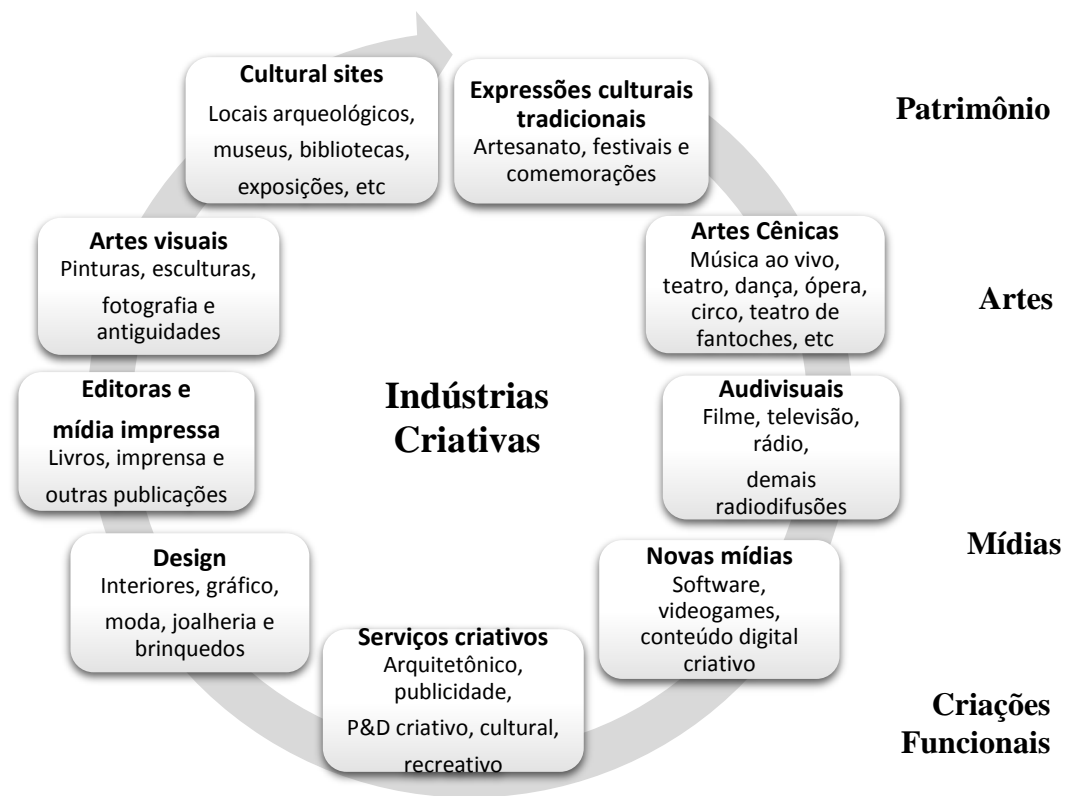 Cultural sites
Locais arqueológicos,
museus, bibliotecas,
exposições, etc
Expressões culturais
tradicionais
Artesanato, festivais e
comemorações
Patrimônio
Artes visuais
Pinturas, esculturas,
fotografia e
antiguidades
Artes Cênicas
Música ao vivo,
teatro, dança, ópera,
circo, teatro de
fantoches, etc
Artes
Editoras e
mídia impressa
Livros, imprensa e
outras publicações
Indústrias
Criativas
Audivisuais
Filme, televisão,
rádio,
demais
radiodifusões
Mídias
Design
Interiores, gráfico,
moda, joalheria e
brinquedos
Serviços criativos
Arquitetônico,
publicidade,
P&D criativo, cultural,
recreativo
Novas mídias
Software,
videogames,
conteúdo digital
criativo
Criações
Funcionais